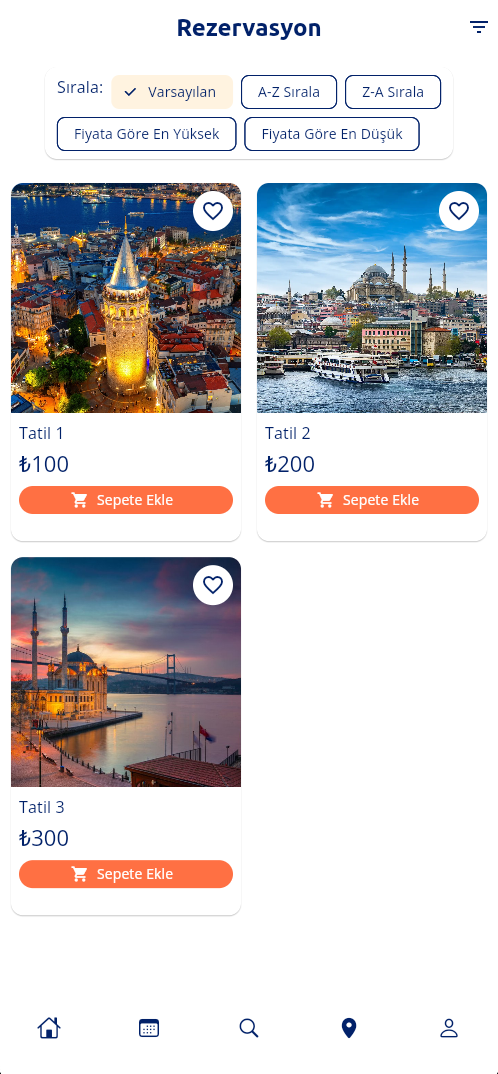 Rezervasyon
Sırala: Varsayılan A-Z Sırala Z-A Sırala
Fiyata Göre En Yüksek Fiyata Göre En Düşük
Tatil 1 Tatil 2
₺100 ₺200
Sepete Ekle Sepete Ekle
Tatil 3
₺300
Sepete Ekle